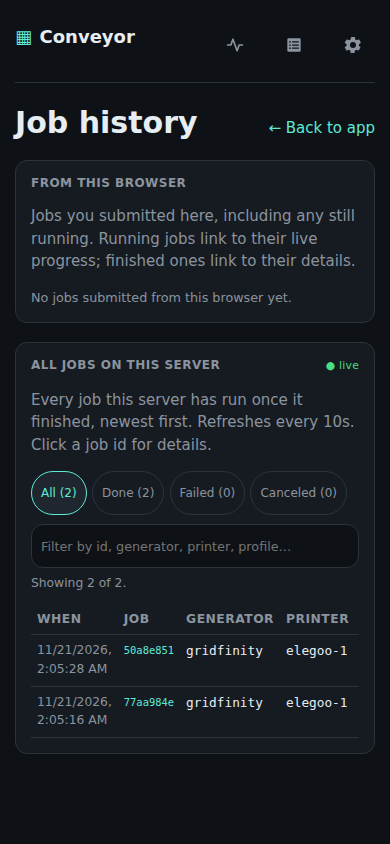 Conveyor
Job history
← Back to app
FROM THIS BROWSER
Jobs you submitted here, including any still
running. Running jobs link to their live
progress; finished ones link to their details.
No jobs submitted from this browser yet.
ALL JOBS ON THIS SERVER
● live
Every job this server has run once it
finished, newest first. Refreshes every 10s.
Click a job id for details.
All (2) Done (2) Failed (0) Canceled (0)
Filter by id, generator, printer, profile…
Showing 2 of 2.
WHEN JOB GENERATOR PRINTER
11/21/2026, 50a8e851 gridfinity elegoo-1
2:05:28 AM
11/21/2026, 77aa984e gridfinity elegoo-1
2:05:16 AM